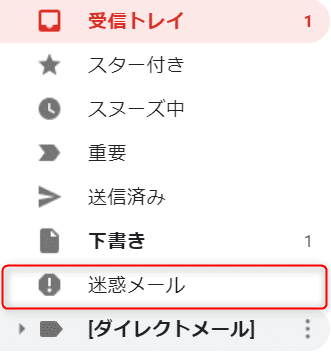 受信トレイ 1
スター付き
スヌーズ中
重要
送信済み
下書き 1
迷惑メール
[ダイレクトメール]